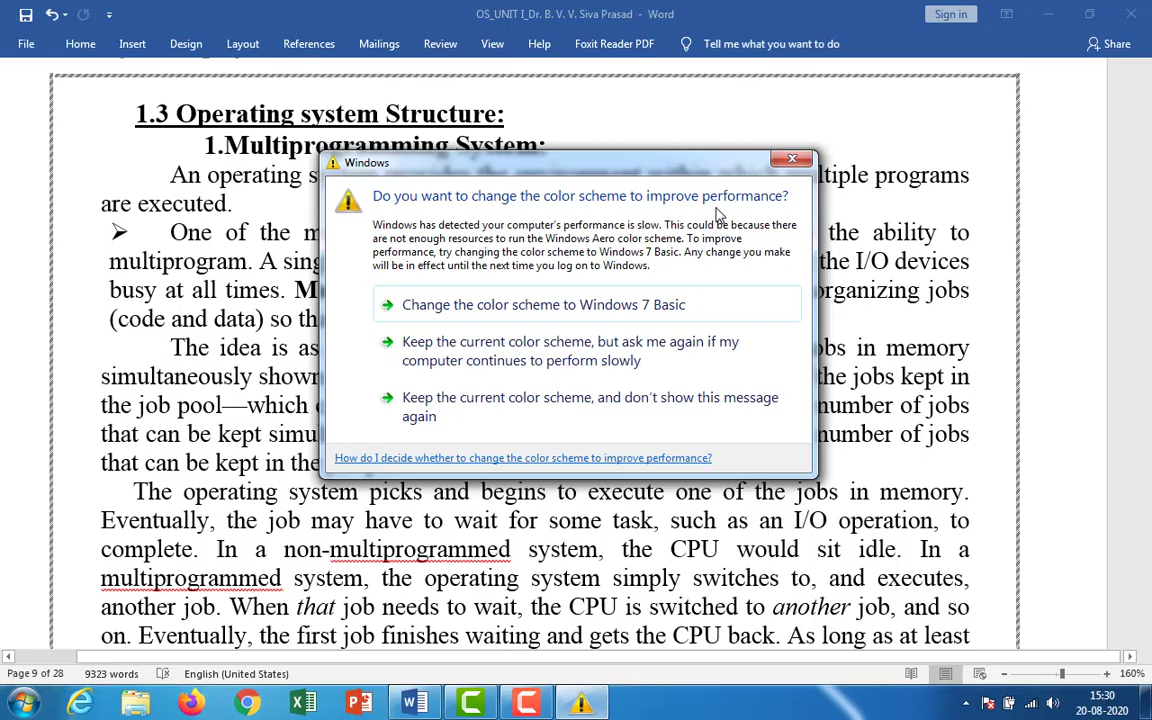 OS_UNIT I_Dr. B. V. V. Siva Prasad - Word
Sign in
File Home Insert Design Layout References Mailings Review View Help Foxit Reader PDF Tell me what you want to do Share
1.3 Operating system Structure:
1.Multiprogramming System:
An operating s
ltiple programs
are executed.
➢ One of the m
the ability to
multiprogram. A sing
the I/O devices
busy at all times. M
organizing jobs
(code and data) so th
The idea is as
obs in memory
simultaneously shown
the jobs kept in
the job pool—which
number of jobs
that can be kept simu
number of jobs
that can be kept in the
The operating system picks and begins to execute one of the jobs in memory.
Eventually, the job may have to wait for some task, such as an I/O operation, to
complete. In a non-multiprogrammed system, the CPU would sit idle. In a
multiprogrammed system, the operating system simply switches to, and executes,
another job. When that job needs to wait, the CPU is switched to another job, and so
on. Eventually, the first job finishes waiting and gets the CPU back. As long as at least
Windows
Do you want to change the color scheme to improve performance?
Windows has detected your computer's performance is slow. This could be because there
are not enough resources to run the Windows Aero color scheme. To improve
performance, try changing the color scheme to Windows 7 Basic. Any change you make
will be in effect until the next time you log on to Windows.
Change the color scheme to Windows 7 Basic
Keep the current color scheme, but ask me again if my
computer continues to perform slowly
Keep the current color scheme, and don't show this message
again
How do I decide whether to change the color scheme to improve performance?
Page 9 of 28 9323 words English (United States) 160%
15:30
20-08-2020